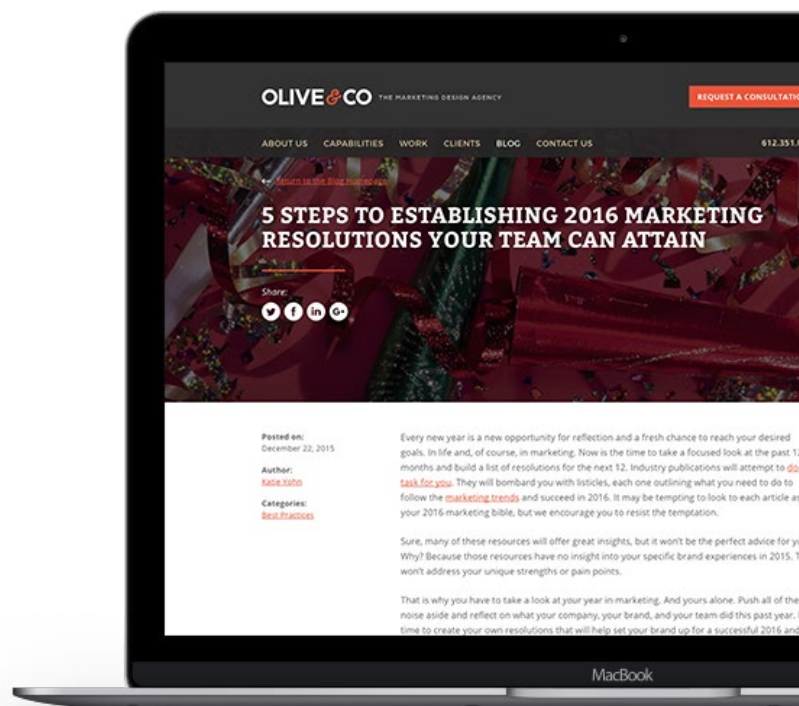 OLIVE & CO THE MARKETING DESIGN AGENCY
REQUEST A CONSULTATIO
ABOUT US CAPABILITIES WORK CLIENTS BLOG CONTACT US 612.351.
← Return to the Blog Homepage
5 STEPS TO ESTABLISHING 2016 MARKETING
RESOLUTIONS YOUR TEAM CAN ATTAIN
Share:
Posted on:
December 22, 2015
Author:
Katie Yohn
Categories:
Best Practices
Every new year is a new opportunity for reflection and a fresh chance to reach your desired
goals. In life and, of course, in marketing. Now is the time to take a focused look at the past 12
months and build a list of resolutions for the next 12. Industry publications will attempt to do
task for you. They will bombard you with listicles, each one outlining what you need to do to
follow the marketing trends and succeed in 2016. It may be tempting to look to each article as
your 2016 marketing bible, but we encourage you to resist the temptation.
Sure, many of these resources will offer great insights, but it won't be the perfect advice for yo
Why? Because those resources have no insight into your specific brand experiences in 2015. T
won't address your unique strengths or pain points.
That is why you have to take a look at your year in marketing. And yours alone. Push all of the
noise aside and reflect on what your company, your brand, and your team did this past year.
time to create your own resolutions that will help set your brand up for a successful 2016 and
MacBook